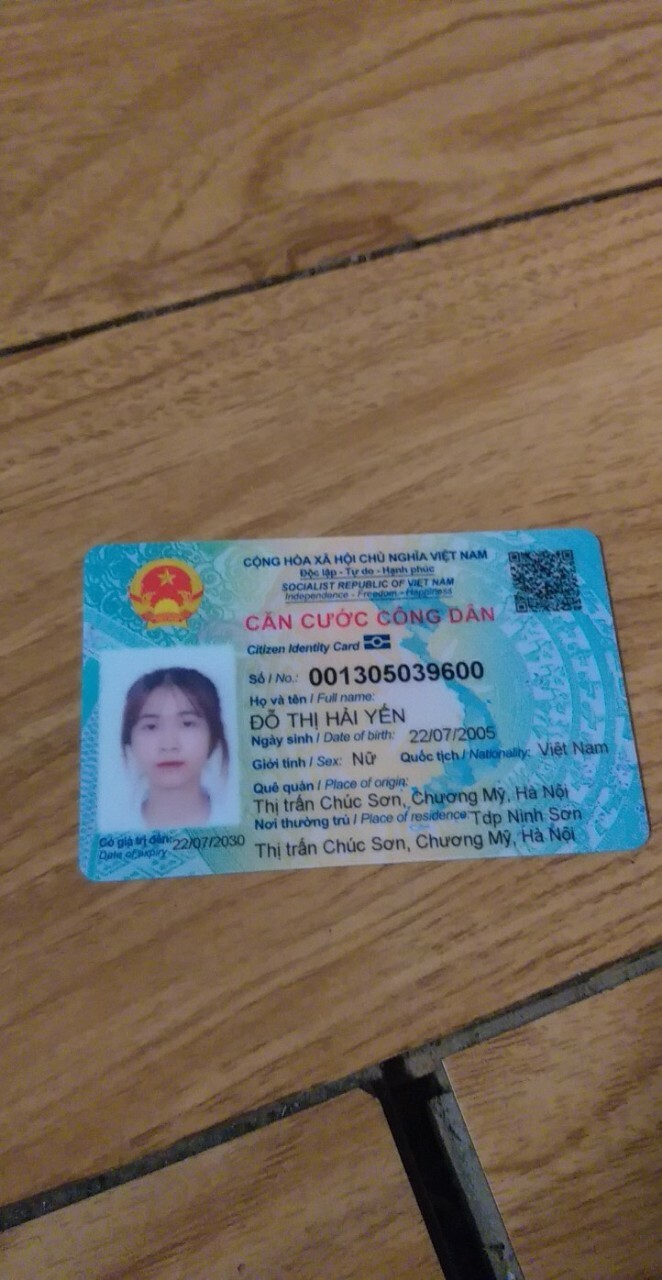 CỘNG HÒA XÃ HỘI CHỦ NGHĨA VIỆT NAM
Độc lập - Tự do - Hạnh phúc
SOCIALIST REPUBLIC OF VIET NAM
Independence - Freedom - Happiness
CĂN CƯỚC CÔNG DÂN
Citizen Identity Card
Số / No.: 001305039600
Họ và tên / Full name:
ĐỖ THỊ HẢI YẾN
Ngày sinh / Date of birth: 22/07/2005
Giới tính / Sex: Nữ Quốc tịch / Nationality: Việt Nam
Quê quán / Place of origin:
Thị trấn Chúc Sơn, Chương Mỹ, Hà Nội
Nơi thường trú / Place of residence: Tdp Ninh Sơn
Thị trấn Chúc Sơn, Chương Mỹ, Hà Nội
Có giá trị đến: 22/07/2030
Date of expiry